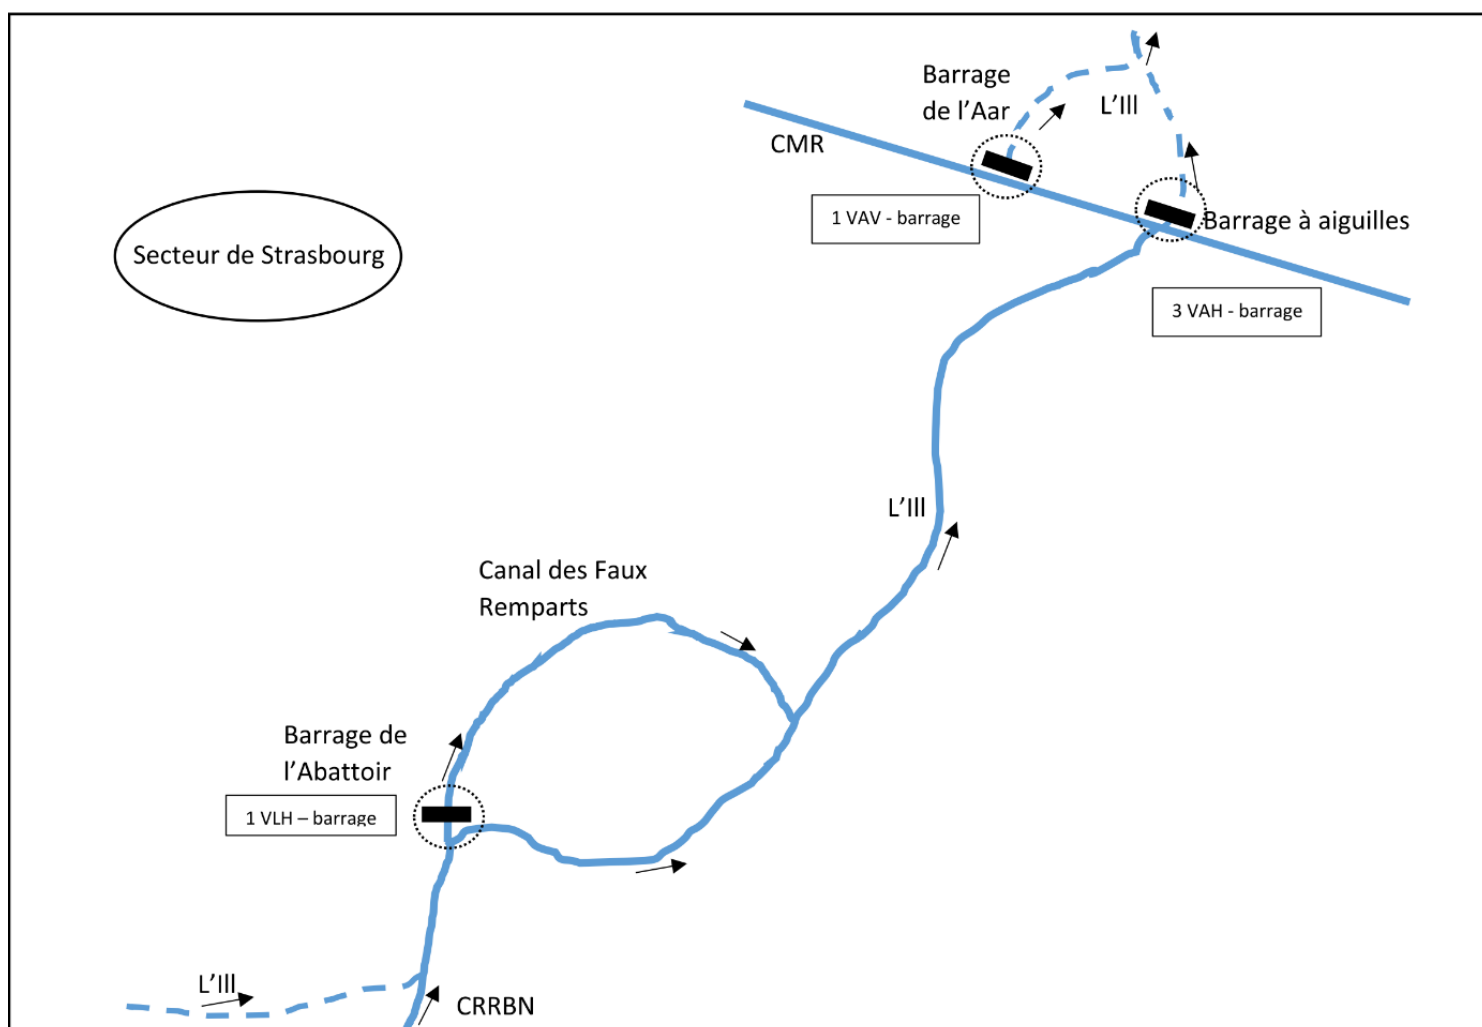 Barrage
de l'Aar
L'Ill
CMR
1 VAV - barrage
Barrage à aiguilles
Secteur de Strasbourg
3 VAH - barrage
L'Ill
Canal des Faux
Remparts
Barrage de
l'Abattoir
1 VLH – barrage
L'Ill
CRRBN